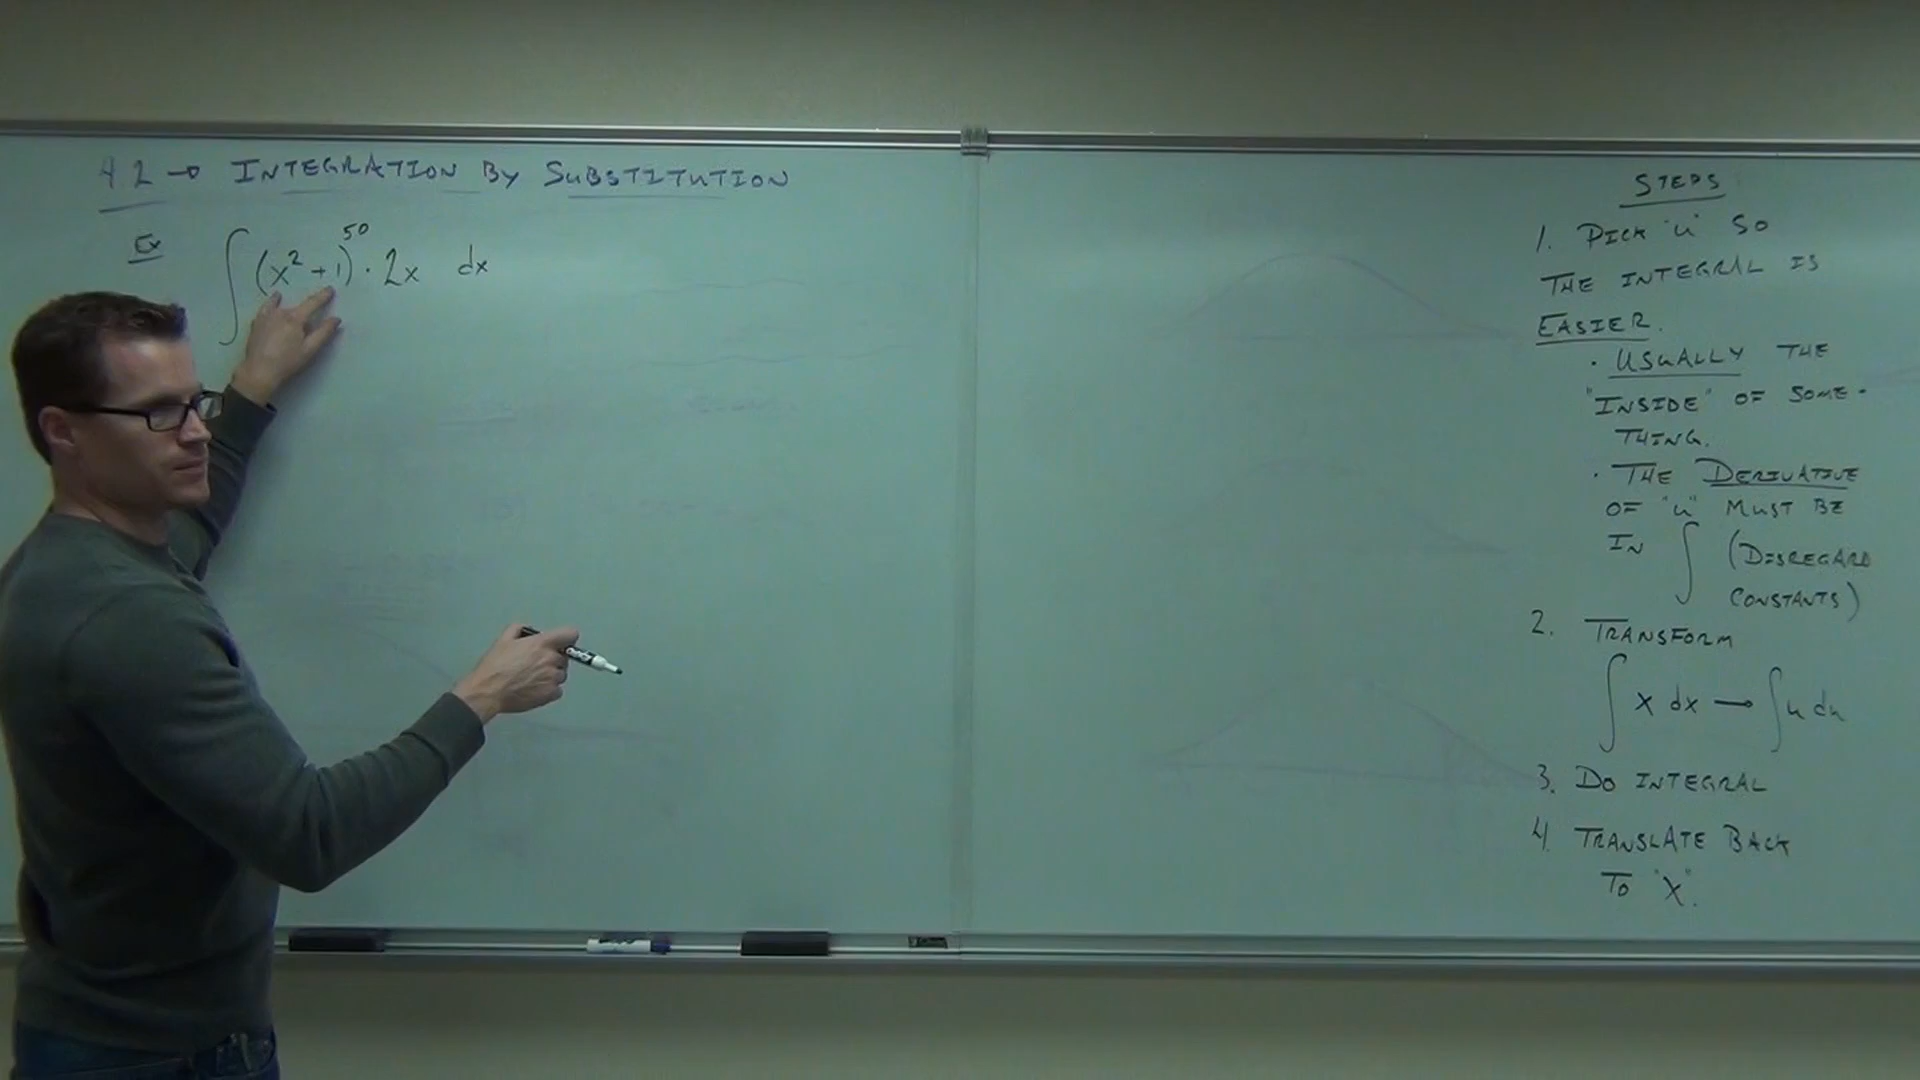 4.2 → INTEGRATION BY SUBSTITUTION
Ex ∫ (x² + 1)⁵⁰ · 2x dx
STEPS
1. PICK "u" SO
THE INTEGRAL IS
EASIER.
· USUALLY THE
"INSIDE" OF SOME-
THING.
· THE DERIVATIVE
OF "u" MUST BE
IN ∫ (DISREGARD
CONSTANTS)
2. TRANSFORM
∫ x dx → ∫ u du
3. DO INTEGRAL
4. TRANSLATE BACK
TO "X".